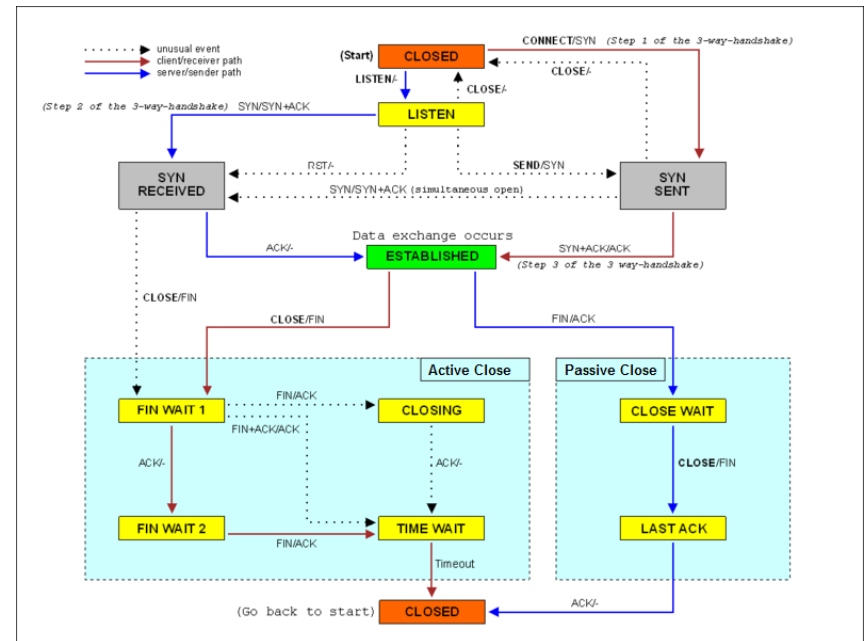 unusual event
client/receiver path
server/sender path
(Start)
CLOSED
CONNECT/SYN (Step 1 of the 3-way-handshake)
CLOSE/-
LISTEN/-
CLOSE/-
(Step 2 of the 3-way-handshake) SYN/SYN+ACK
LISTEN
RST/-
SEND/SYN
SYN
RECEIVED
SYN/SYN+ACK (simultaneous open)
SYN
SENT
Data exchange occurs
ACK/-
ESTABLISHED
SYN+ACK/ACK
(Step 3 of the 3 way-handshake)
CLOSE/FIN
CLOSE/FIN
FIN/ACK
Active Close
Passive Close
FIN WAIT 1
FIN/ACK
CLOSING
CLOSE WAIT
FIN+ACK/ACK
ACK/-
ACK/-
CLOSE/FIN
FIN WAIT 2
TIME WAIT
LAST ACK
FIN/ACK
Timeout
(Go back to start)
CLOSED
ACK/-